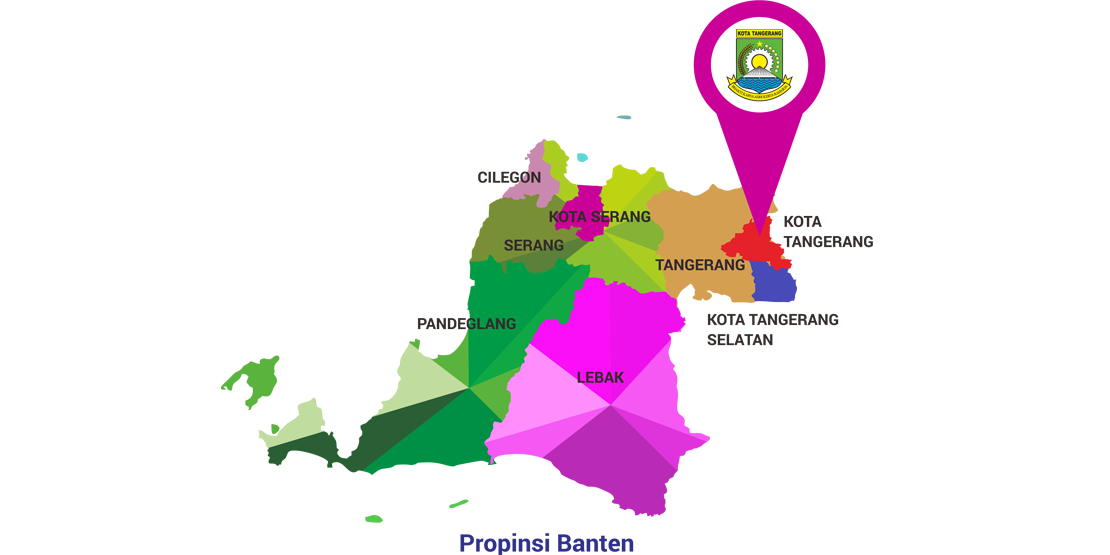 KOTA TANGERANG
CILEGON
KOTA SERANG
KOTA
TANGERANG
SERANG
TANGERANG
PANDEGLANG
KOTA TANGERANG
SELATAN
LEBAK
Propinsi Banten